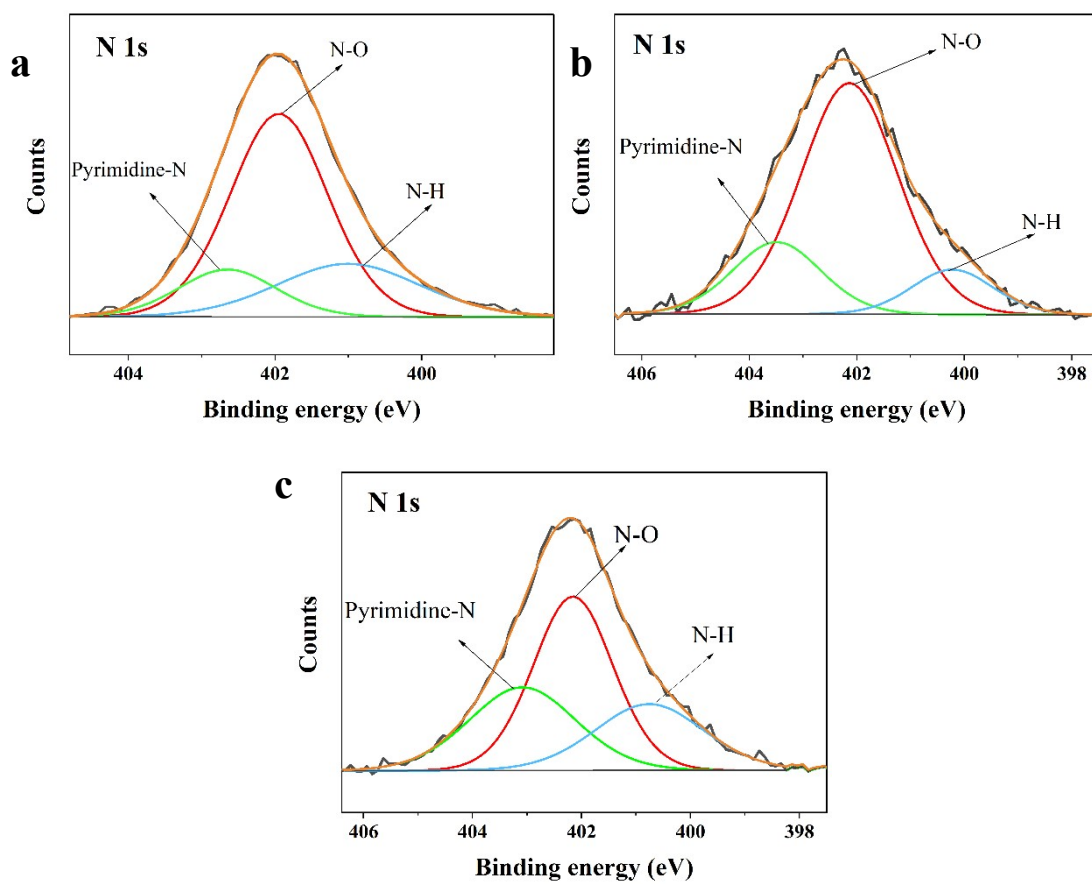 a
N 1s
N-O
Pyrimidine-N
N-H
Counts
404
402
400
Binding energy (eV)
b
N 1s
N-O
Pyrimidine-N
N-H
Counts
406
404
402
400
398
Binding energy (eV)
c
N 1s
N-O
Pyrimidine-N
N-H
Counts
406
404
402
400
398
Binding energy (eV)